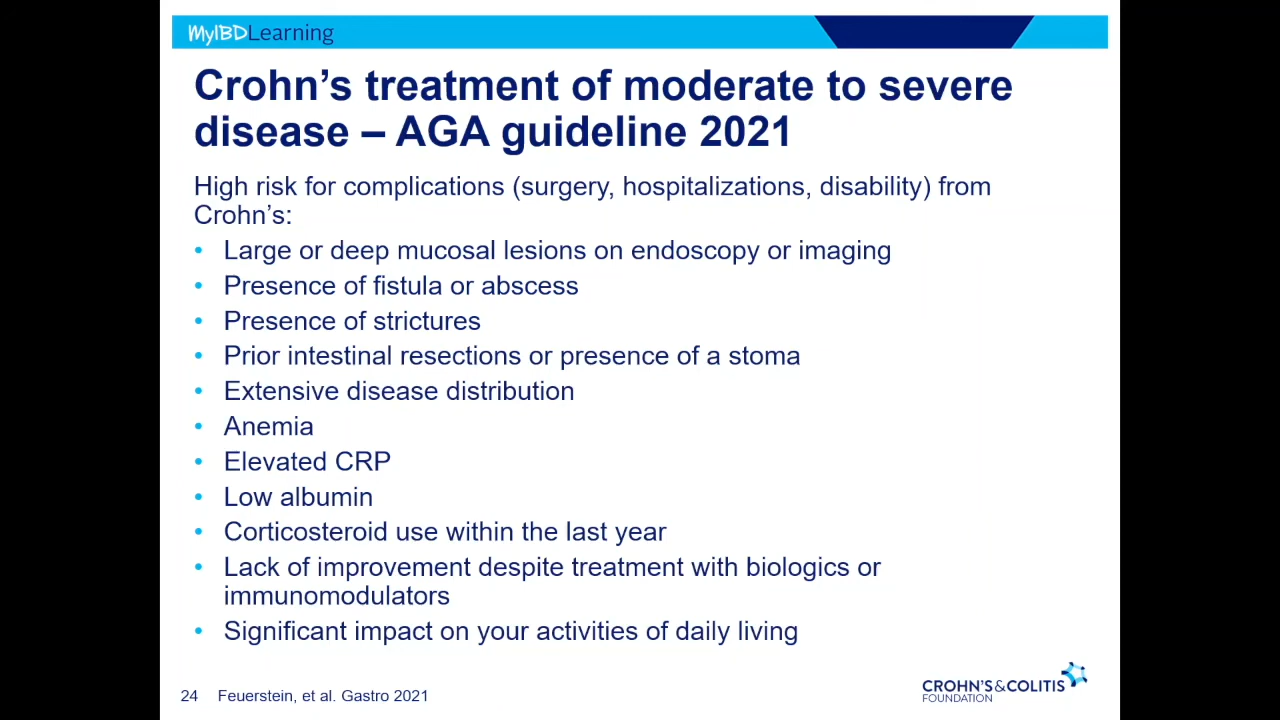 MyIBDLearning
Crohn’s treatment of moderate to severe
disease – AGA guideline 2021
High risk for complications (surgery, hospitalizations, disability) from
Crohn’s:
• Large or deep mucosal lesions on endoscopy or imaging
• Presence of fistula or abscess
• Presence of strictures
• Prior intestinal resections or presence of a stoma
• Extensive disease distribution
• Anemia
• Elevated CRP
• Low albumin
• Corticosteroid use within the last year
• Lack of improvement despite treatment with biologics or
immunomodulators
• Significant impact on your activities of daily living
24 Feuerstein, et al. Gastro 2021
CROHN’S & COLITIS
FOUNDATION